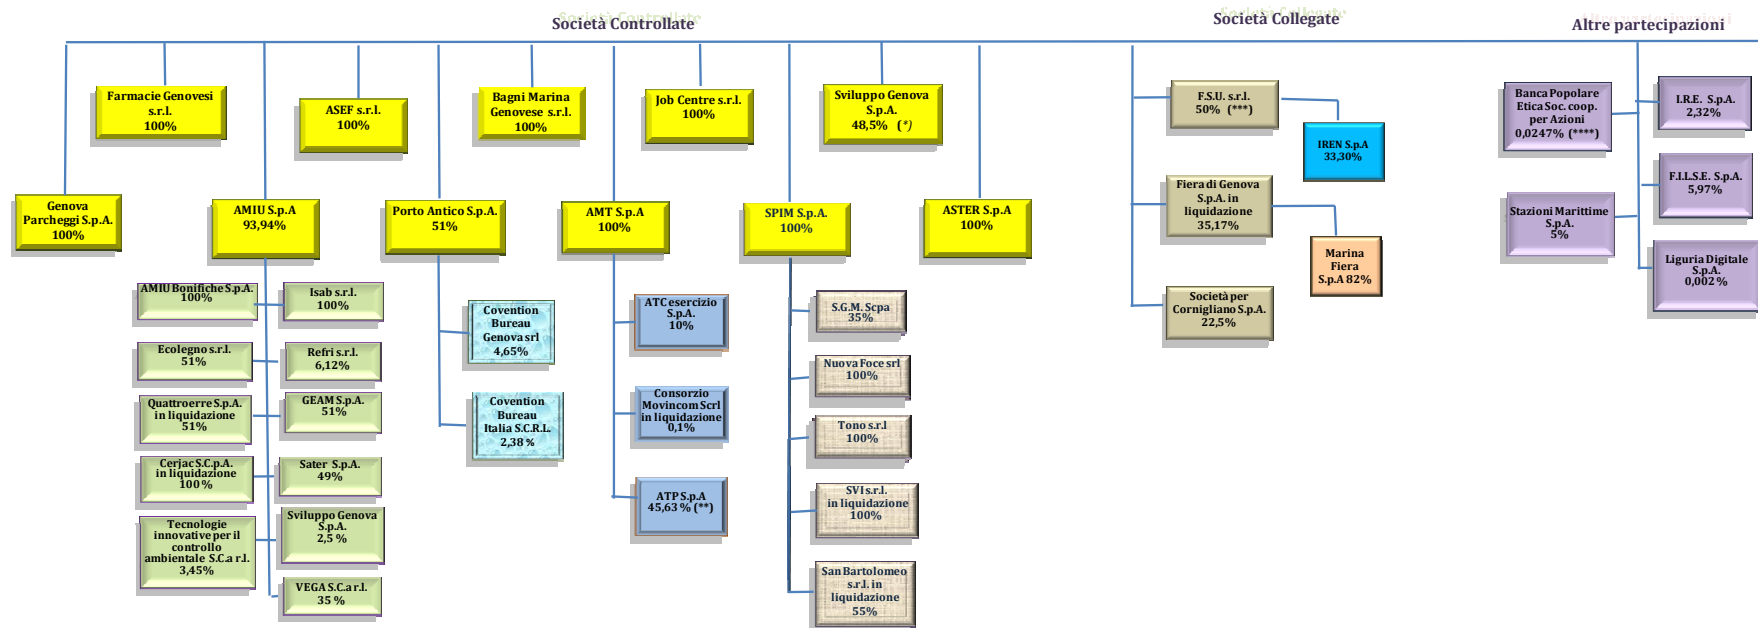 Società Controllate
Società Collegate
Altre partecipazioni
Farmacie Genovesi
s.r.l.
100%
ASEF s.r.l.
100%
Bagni Marina
Genovese s.r.l.
100%
Job Centre s.r.l.
100%
Sviluppo Genova
S.p.A.
48,5% (*)
Genova
Parcheggi S.p.A.
100%
AMIU S.p.A
93,94%
Porto Antico S.p.A.
51%
AMT S.p.A
100%
SPIM S.p.A.
100%
ASTER S.p.A
100%
AMIU Bonifiche S.p.A.
100%
Isab s.r.l.
100%
Ecolegno s.r.l.
51%
Refri s.r.l.
6,12%
Quattroerre S.p.A.
in liquidazione
51%
GEAM S.p.A.
51%
Cerjac S.C.p.A.
in liquidazione
100%
Sater S.p.A.
49%
Tecnologie
innovative per il
controllo
ambientale S.C.a r.l.
3,45%
Sviluppo Genova
S.p.A.
2,5 %
VEGA S.C.a r.l.
35 %
Covention
Bureau
Genova srl
4,65%
Covention
Bureau
Italia S.C.R.L.
2,38 %
ATC esercizio
S.p.A.
10%
Consorzio
Movincom Scrl
in liquidazione
0,1%
ATP S.p.A
45,63 % (**)
S.G.M. Scpa
35%
Nuova Foce srl
100%
Tono s.r.l
100%
SVI s.r.l.
in liquidazione
100%
San Bartolomeo
s.r.l. in
liquidazione
55%
F.S.U. s.r.l.
50% (***)
IREN S.p.A
33,30%
Fiera di Genova
S.p.A. in
liquidazione
35,17%
Marina
Fiera
S.p.A 82%
Società per
Cornigliano S.p.A.
22,5%
Banca Popolare
Etica Soc. coop.
per Azioni
0,0247% (****)
I.R.E. S.p.A.
2,32%
F.I.L.S.E. S.p.A.
5,97%
Stazioni Marittime
S.p.A.
5%
Liguria Digitale
S.p.A.
0,002 %